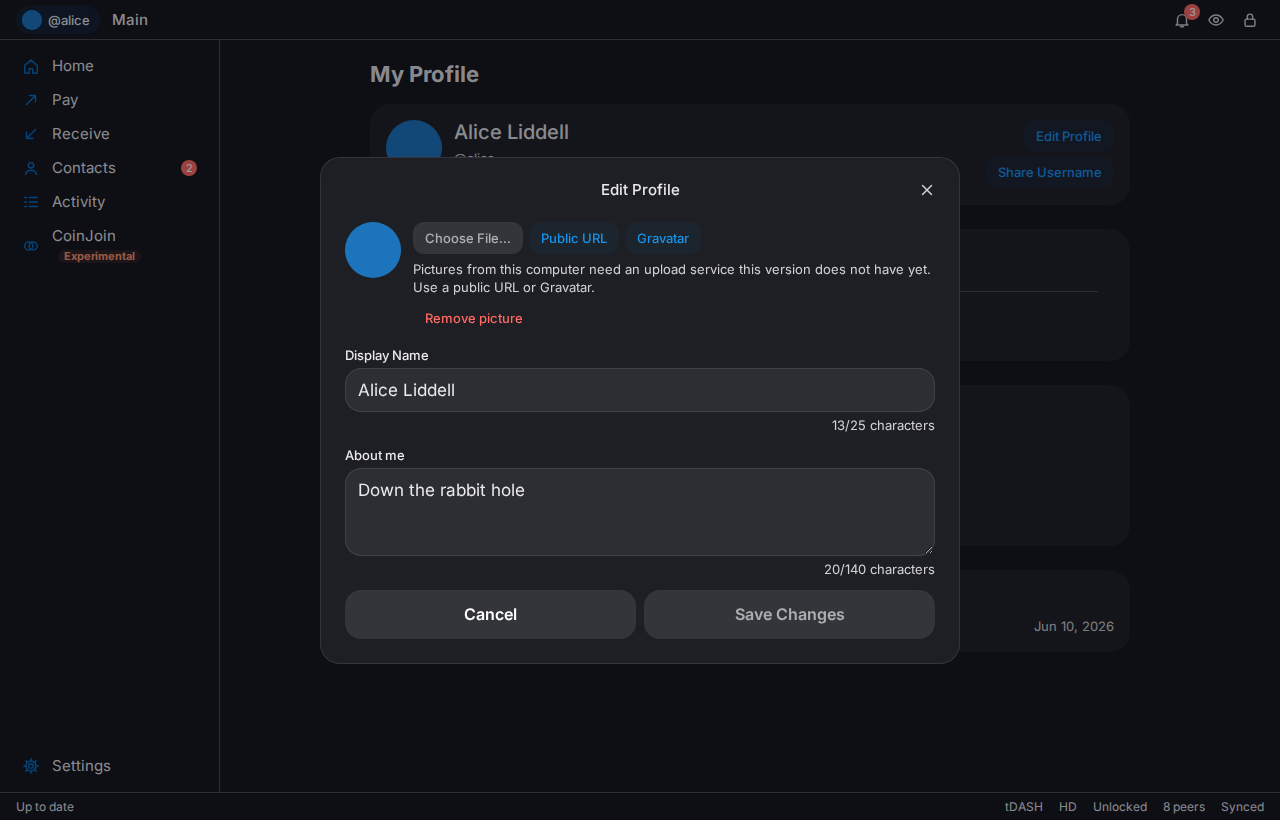 @alice
Main
3
Home
Pay
Receive
Contacts
2
Activity
CoinJoin
Experimental
Settings
My Profile
Alice Liddell
@alice
Edit Profile
Share Username
Edit Profile
Choose File...
Public URL
Gravatar
Pictures from this computer need an upload service this version does not have yet.
Use a public URL or Gravatar.
Remove picture
Display Name
Alice Liddell
13/25 characters
About me
Down the rabbit hole
20/140 characters
Cancel
Save Changes
Jun 10, 2026
Up to date
tDASH
HD
Unlocked
8 peers
Synced